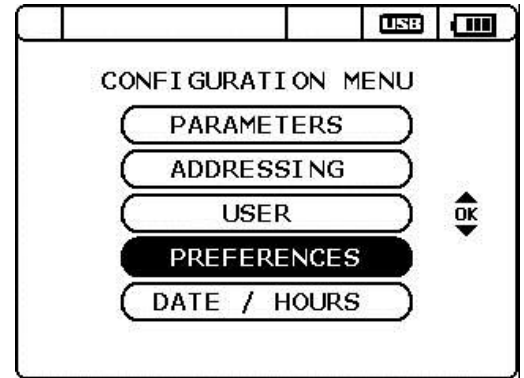 USB
CONFIGURATION MENU
PARAMETERS
ADDRESSING
USER
OK
PREFERENCES
DATE / HOURS